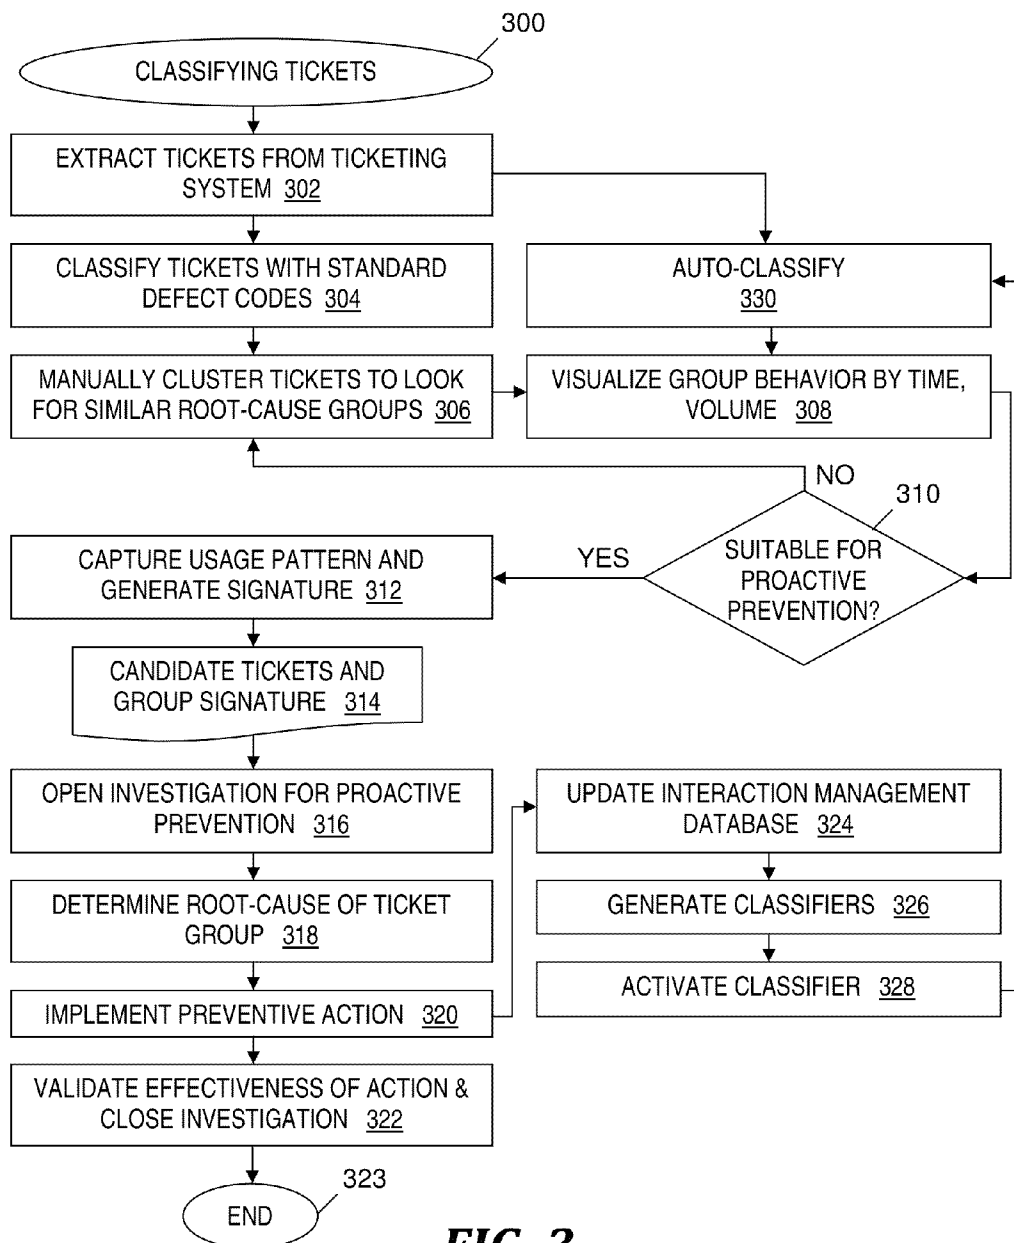 300
CLASSIFYING TICKETS
EXTRACT TICKETS FROM TICKETING
SYSTEM 302
CLASSIFY TICKETS WITH STANDARD
DEFECT CODES 304
AUTO-CLASSIFY
330
MANUALLY CLUSTER TICKETS TO LOOK
FOR SIMILAR ROOT-CAUSE GROUPS 306
VISUALIZE GROUP BEHAVIOR BY TIME,
VOLUME 308
NO
310
SUITABLE FOR
PROACTIVE
PREVENTION?
YES
CAPTURE USAGE PATTERN AND
GENERATE SIGNATURE 312
CANDIDATE TICKETS AND
GROUP SIGNATURE 314
OPEN INVESTIGATION FOR PROACTIVE
PREVENTION 316
DETERMINE ROOT-CAUSE OF TICKET
GROUP 318
IMPLEMENT PREVENTIVE ACTION 320
UPDATE INTERACTION MANAGEMENT
DATABASE 324
GENERATE CLASSIFIERS 326
ACTIVATE CLASSIFIER 328
VALIDATE EFFECTIVENESS OF ACTION &
CLOSE INVESTIGATION 322
323
END
FIG.